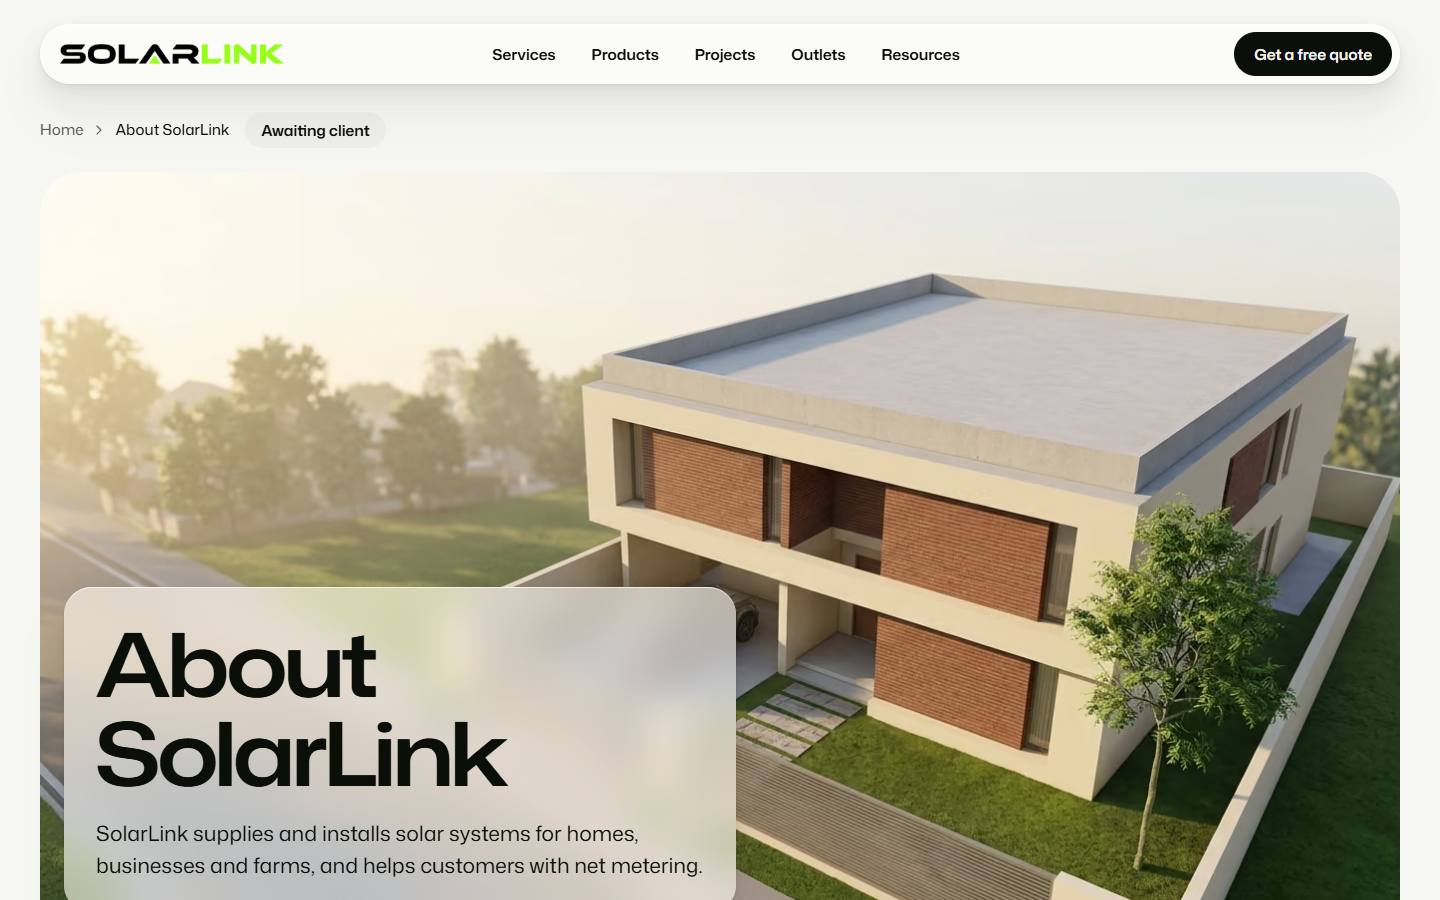 SOLARLINK
Services
Products
Projects
Outlets
Resources
Get a free quote
Home
About SolarLink
Awaiting client
About
SolarLink
SolarLink supplies and installs solar systems for homes,
businesses and farms, and helps customers with net metering.